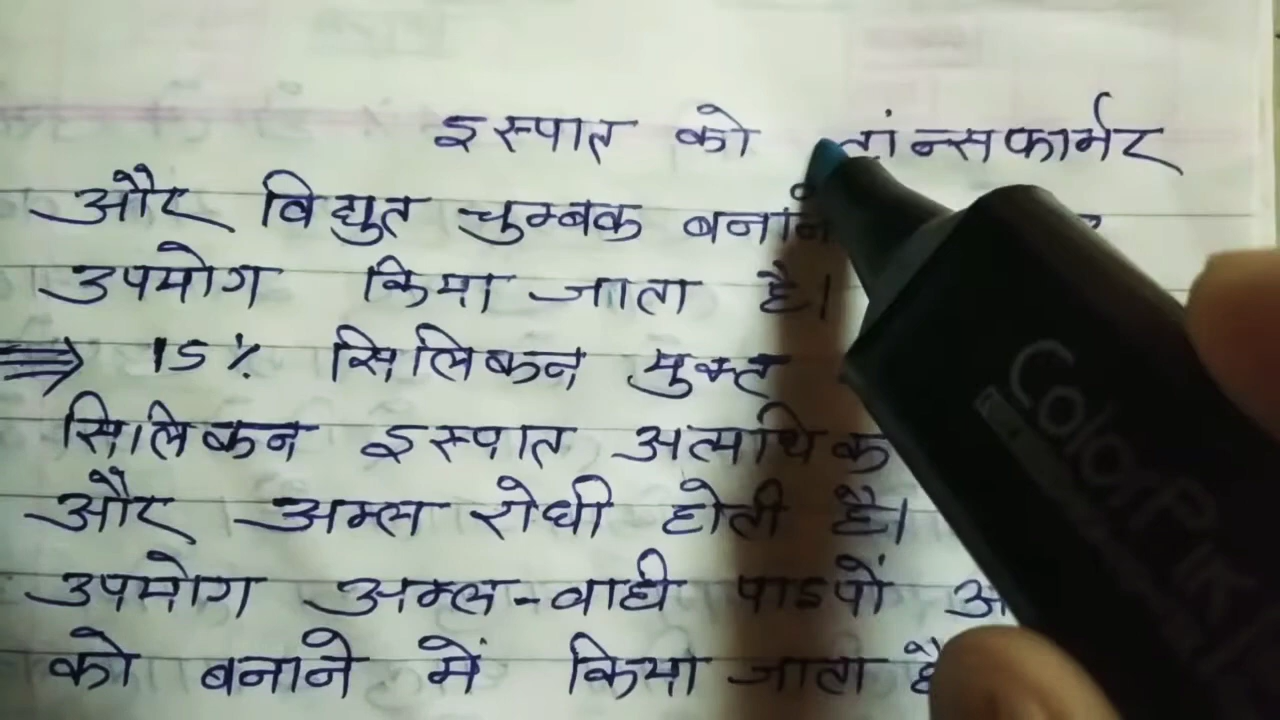 इस्पात को ट्रांन्सफार्मर
और विद्युत चुम्बक बनाने
उपयोग किया जाता है।
⇒ 15% सिलिकन युक्त
सिलिकन इस्पात अत्यधिक
और अम्ल रोधी होती है।
उपयोग अम्ल-वाही पाइपों
को बनाने में किया जाता है